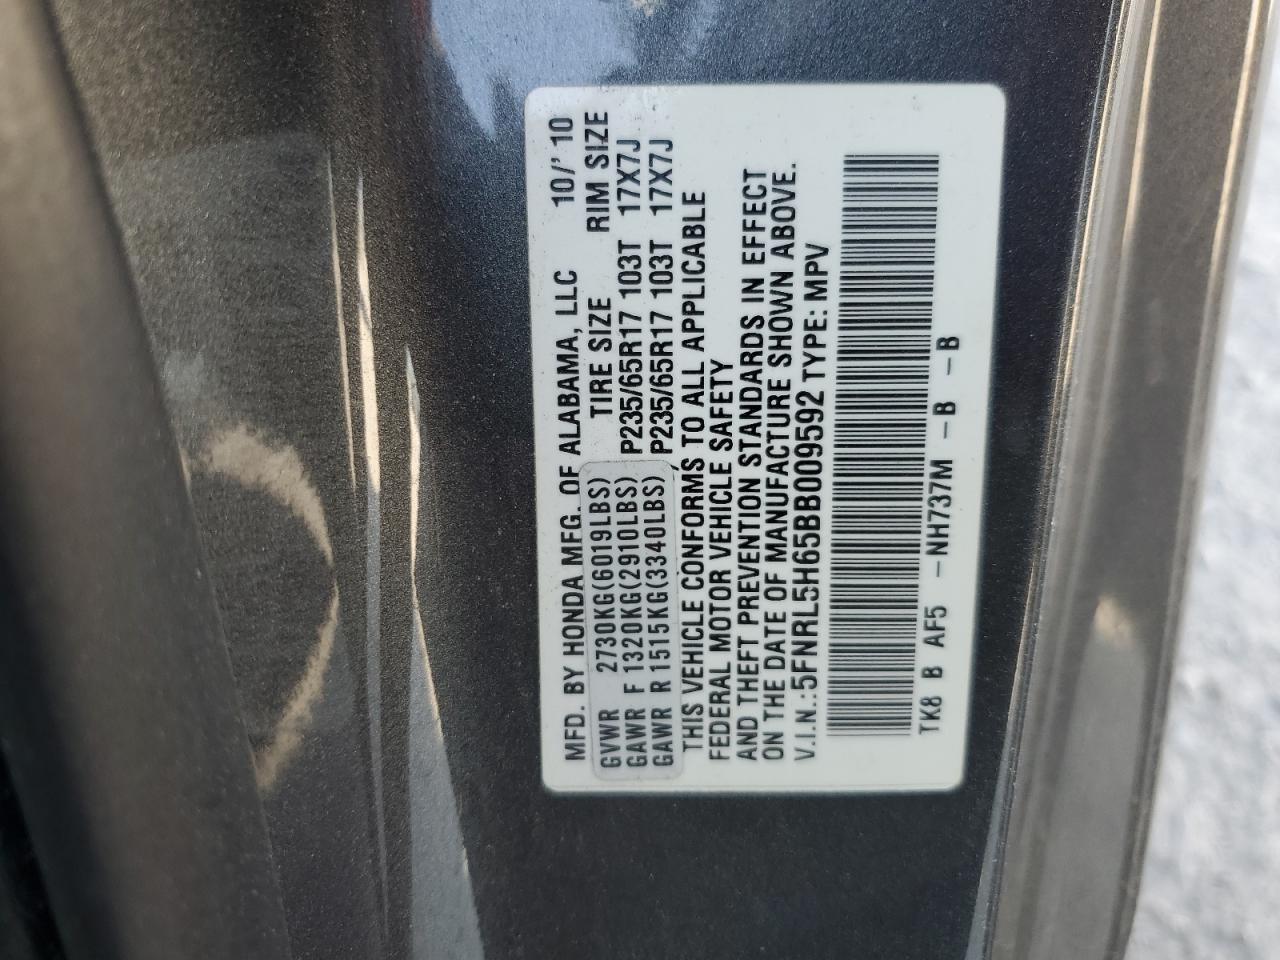 MFD. BY HONDA MFG. OF ALABAMA, LLC 10/' 10
TIRE SIZE RIM SIZE
GVWR 2730KG(6019LBS)
GAWR F 1320KG(2910LBS) P235/65R17 103T 17X7J
GAWR R 1515KG(3340LBS) P235/65R17 103T 17X7J
THIS VEHICLE CONFORMS TO ALL APPLICABLE
FEDERAL MOTOR VEHICLE SAFETY
AND THEFT PREVENTION STANDARDS IN EFFECT
ON THE DATE OF MANUFACTURE SHOWN ABOVE.
V.I.N.: 5FNRL5H65BB009592 TYPE: MPV
TK8 B AF5 -NH737M -B -B